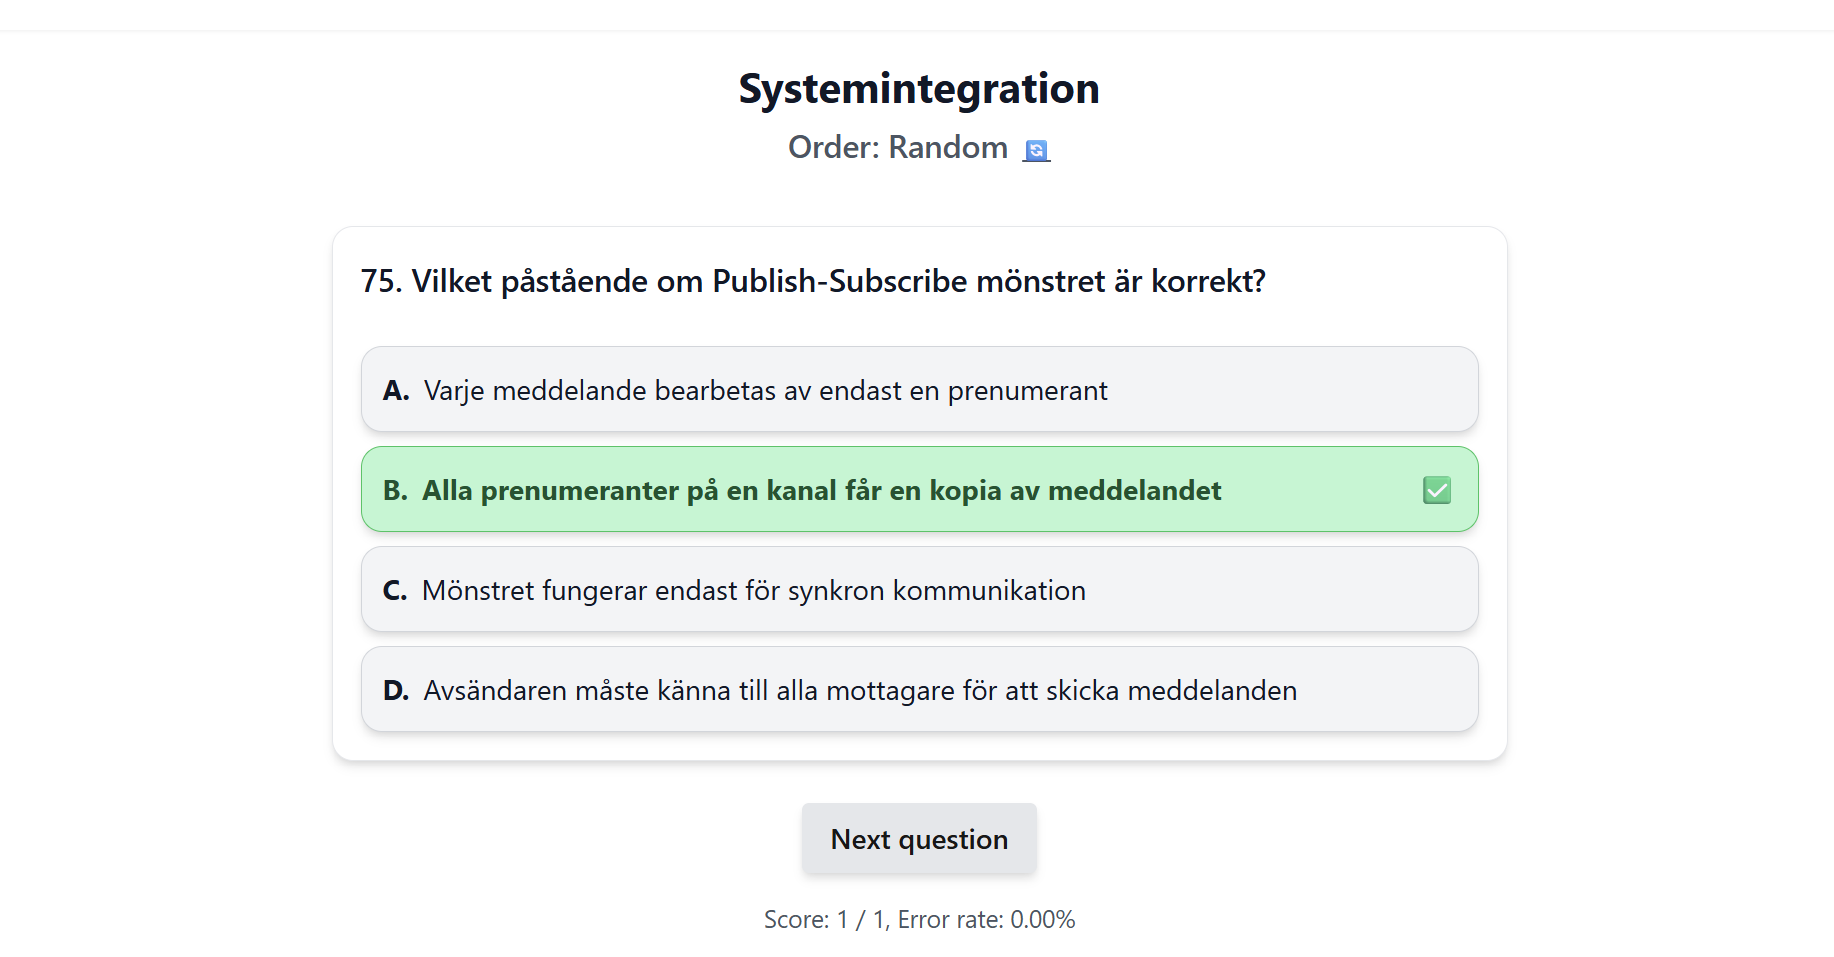 Systemintegration
Order: Random
75. Vilket påstående om Publish-Subscribe mönstret är korrekt?
A. Varje meddelande bearbetas av endast en prenumerant
B. Alla prenumeranter på en kanal får en kopia av meddelandet
C. Mönstret fungerar endast för synkron kommunikation
D. Avsändaren måste känna till alla mottagare för att skicka meddelanden
Next question
Score: 1 / 1, Error rate: 0.00%